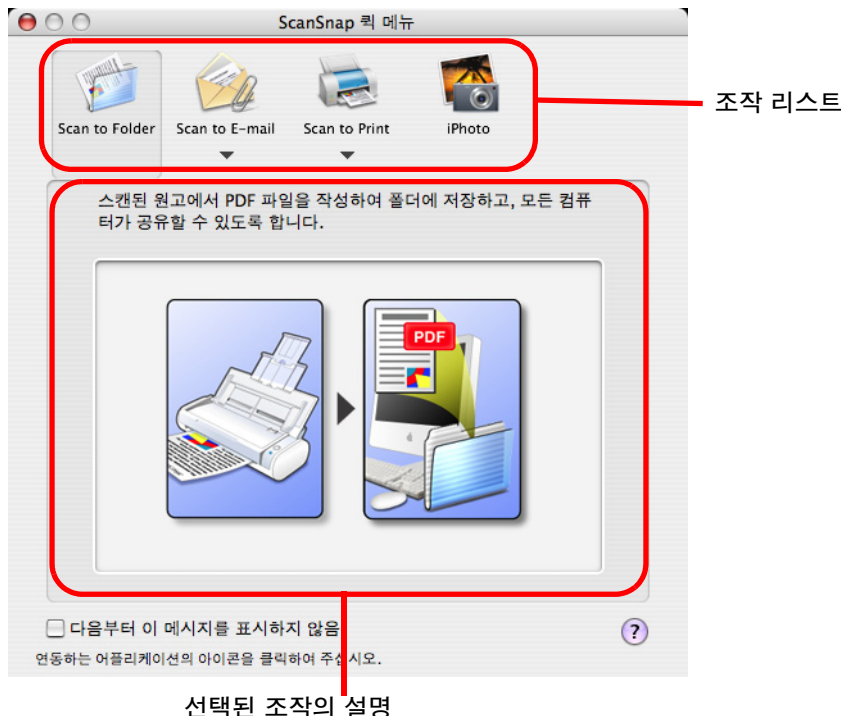 ScanSnap 퀵 메뉴
Scan to Folder
Scan to E-mail
Scan to Print
iPhoto
조작 리스트
스캔된 원고에서 PDF 파일을 작성하여 폴더에 저장하고, 모든 컴퓨
터가 공유할 수 있도록 합니다.
PDF
다음부터 이 메시지를 표시하지 않음
?
연동하는 어플리케이션의 아이콘을 클릭하여 주십시오.
선택된 조작의 설명